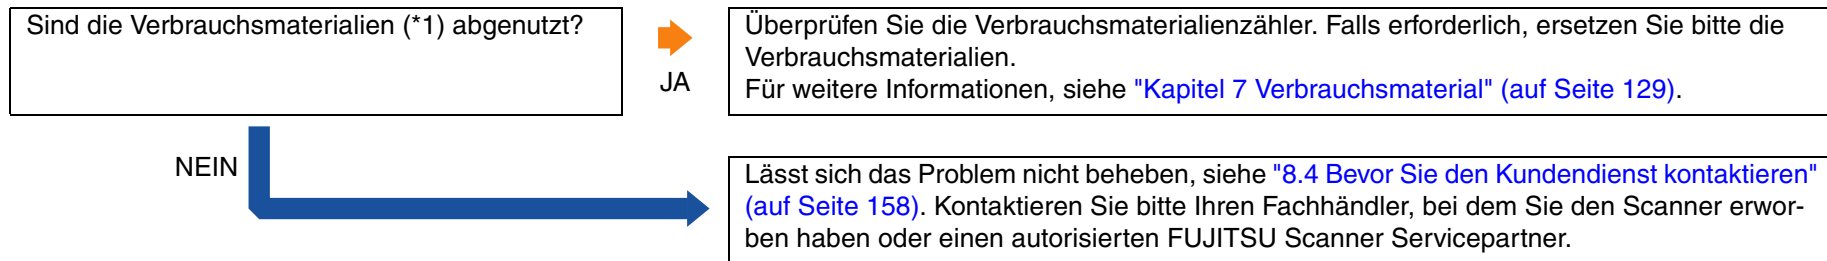 Sind die Verbrauchsmaterialien (*1) abgenutzt?
JA
Überprüfen Sie die Verbrauchsmaterialienzähler. Falls erforderlich, ersetzen Sie bitte die
Verbrauchsmaterialien.
Für weitere Informationen, siehe "Kapitel 7 Verbrauchsmaterial" (auf Seite 129).
NEIN
Lässt sich das Problem nicht beheben, siehe "8.4 Bevor Sie den Kundendienst kontaktieren"
(auf Seite 158). Kontaktieren Sie bitte Ihren Fachhändler, bei dem Sie den Scanner erwor-
ben haben oder einen autorisierten FUJITSU Scanner Servicepartner.